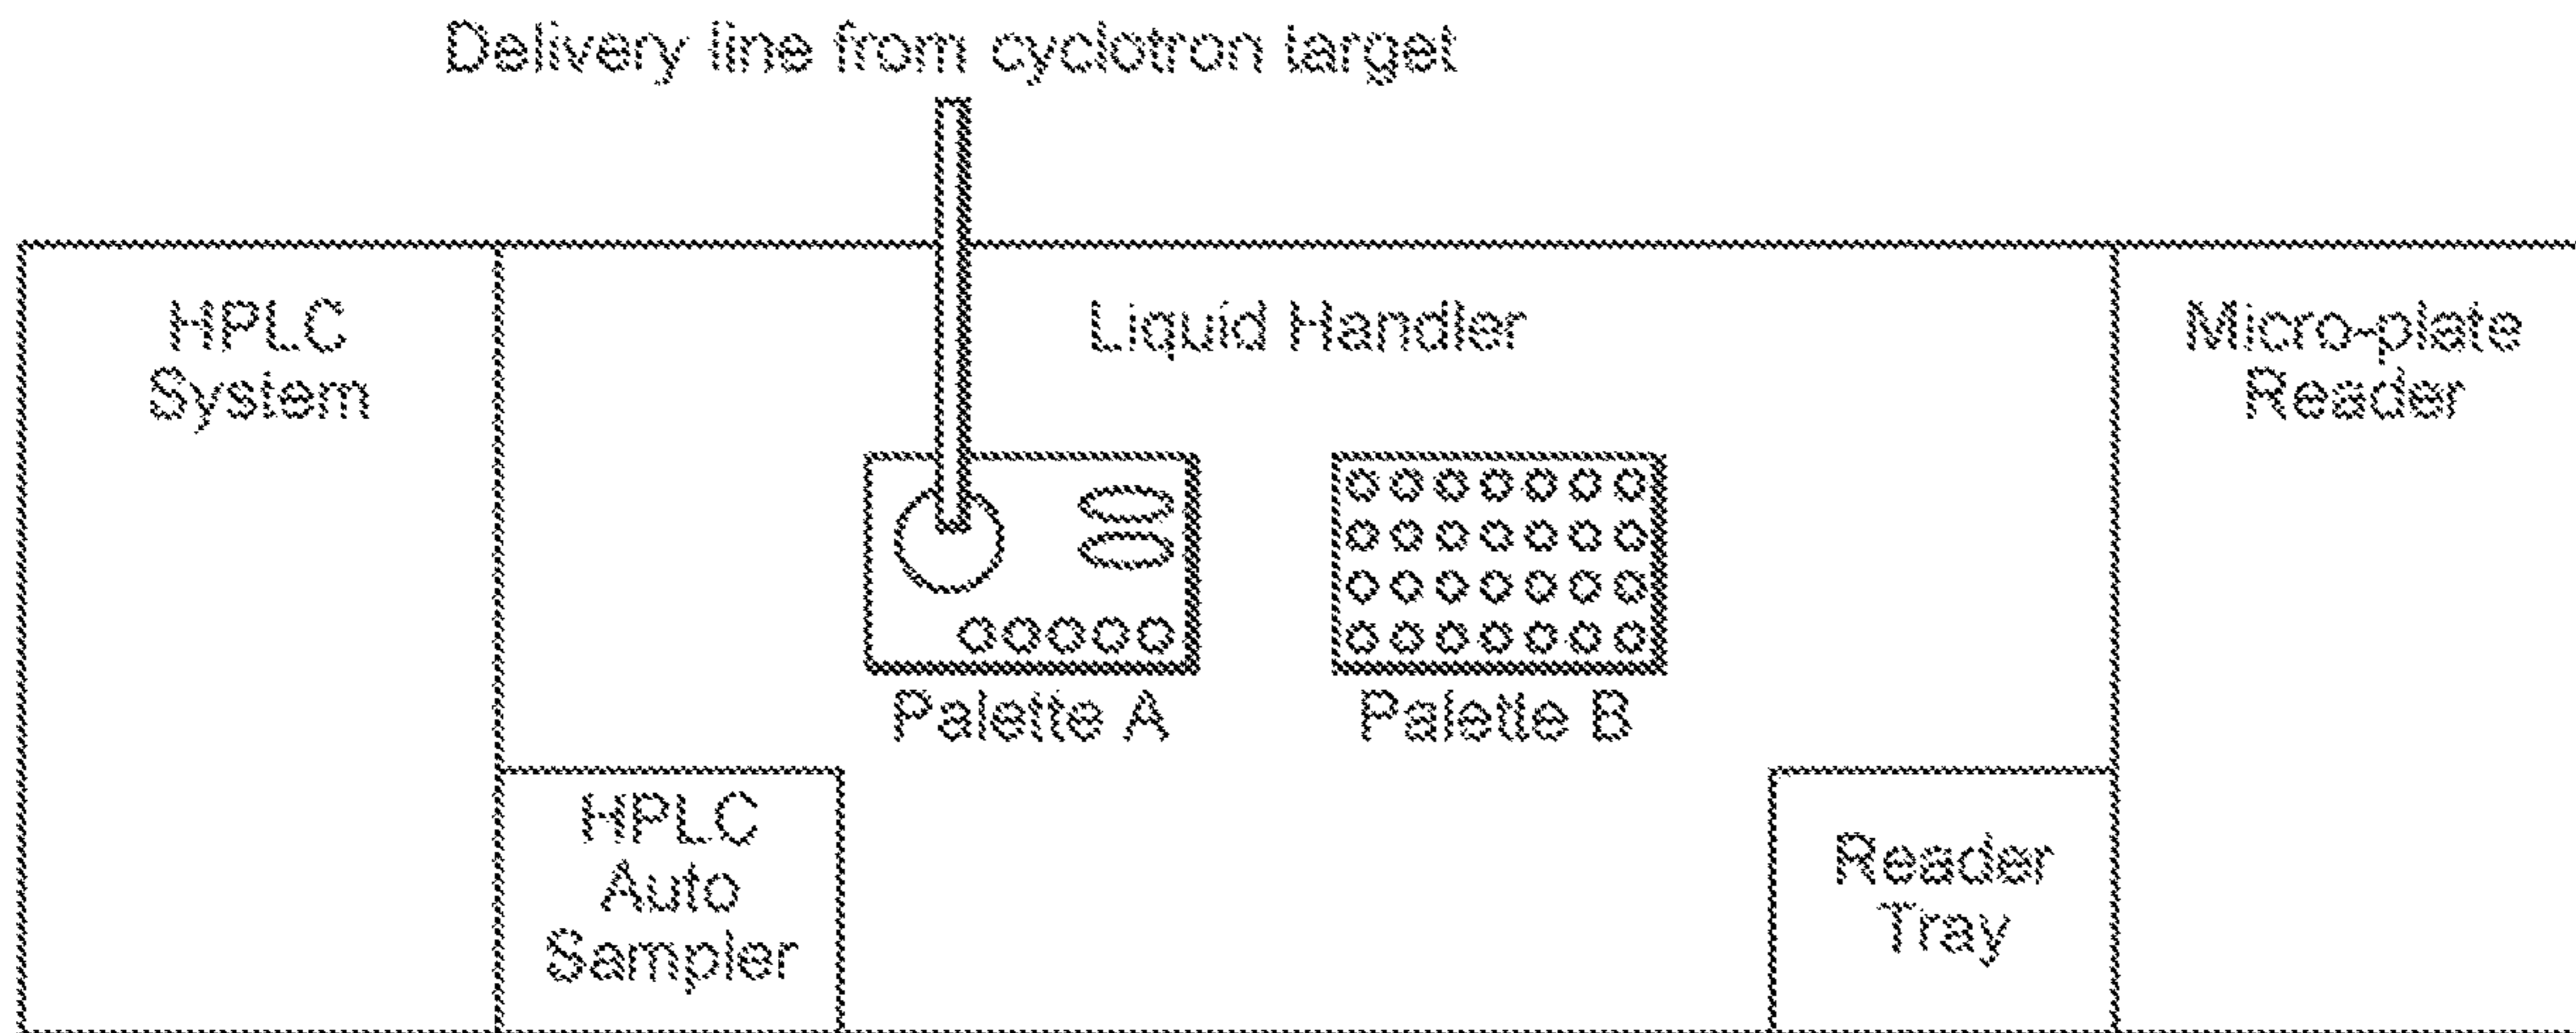 Delivery line from cyclotron target
HPLC
System
Liquid Handler
Micro-plate
Reader
Palette A
Palette B
HPLC
Auto
Sampler
Reader
Tray